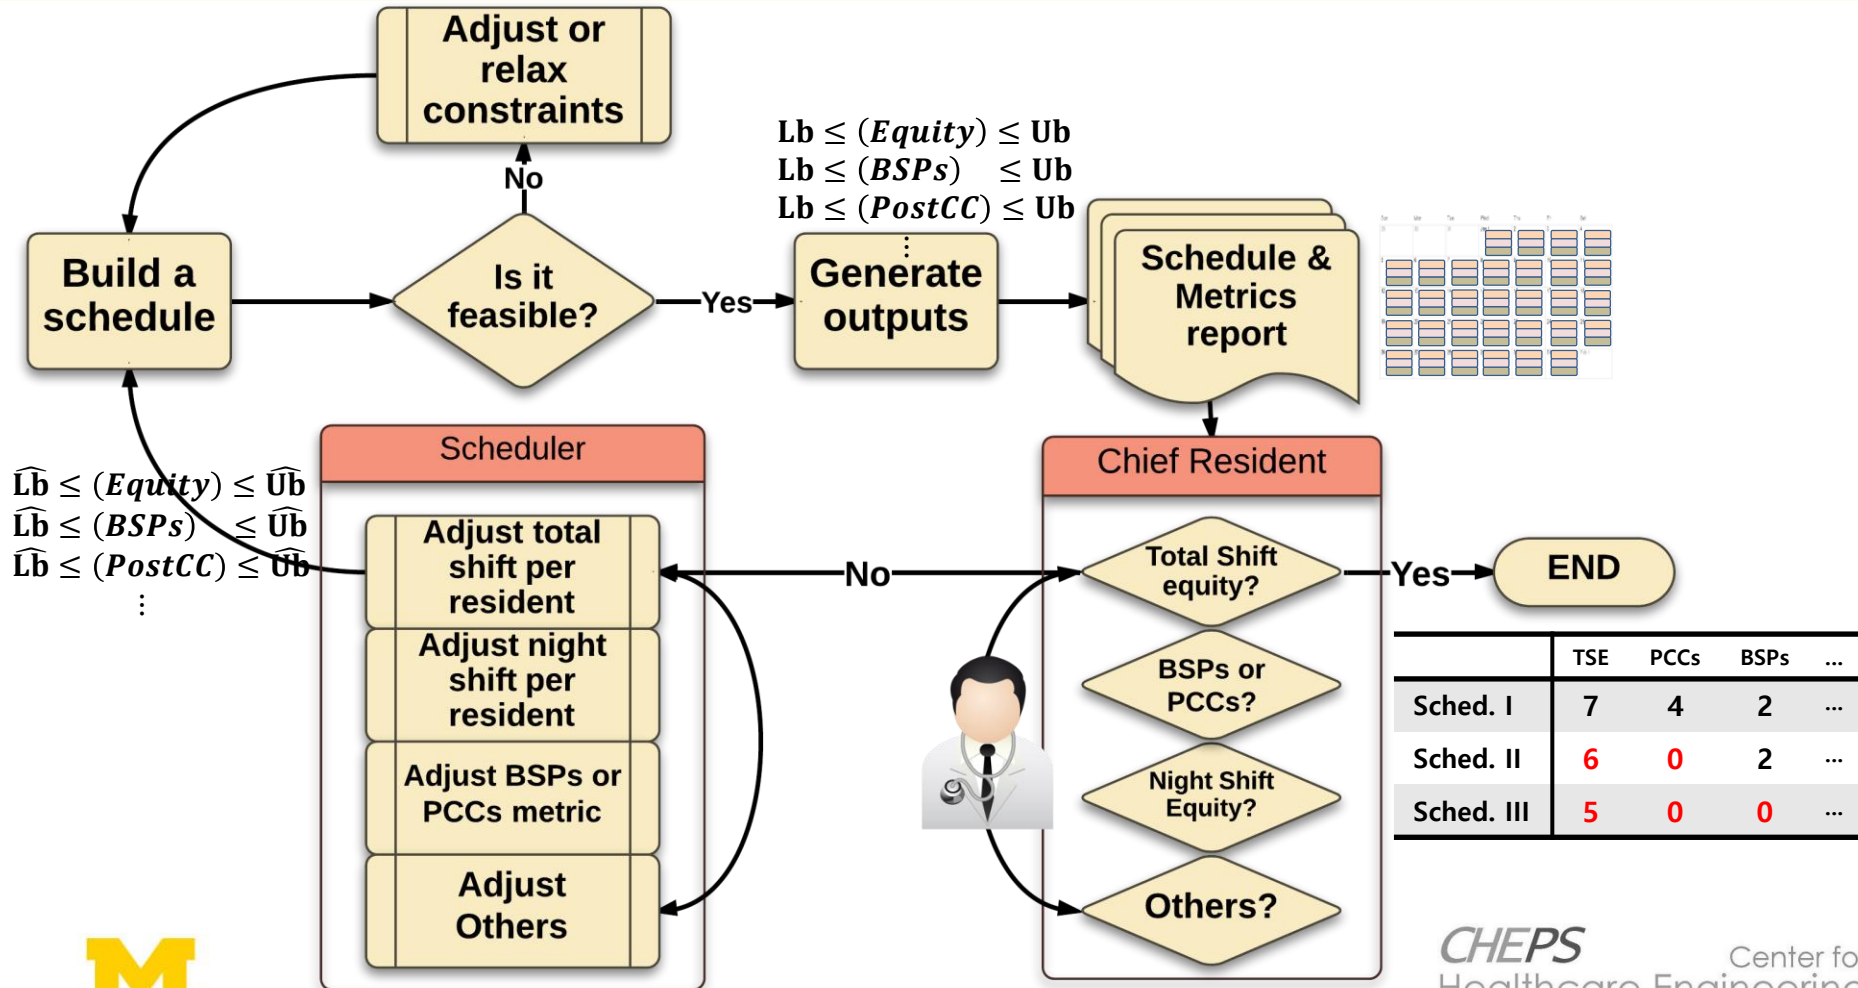 Adjust or
relax
constraints
No
Lb ≤ (Equity) ≤ Ub
Lb ≤ (BSPs) ≤ Ub
Lb ≤ (PostCC) ≤ Ub
⋮
Build a
schedule
Is it
feasible?
Yes
Generate
outputs
Schedule &
Metrics
report
L̂b ≤ (Equity) ≤ Ûb
L̂b ≤ (BSPs) ≤ Ûb
L̂b ≤ (PostCC) ≤ Ûb
⋮
Scheduler
Adjust total
shift per
resident
Adjust night
shift per
resident
Adjust BSPs or
PCCs metric
Adjust
Others
No
Chief Resident
Total Shift
equity?
BSPs or
PCCs?
Night Shift
Equity?
Others?
Yes
END
TSE PCCs BSPs ...
Sched. I 7 4 2 ...
Sched. II 6 0 2 ...
Sched. III 5 0 0 ...
M
CHEPS
Center fo
Healthcare Engineering